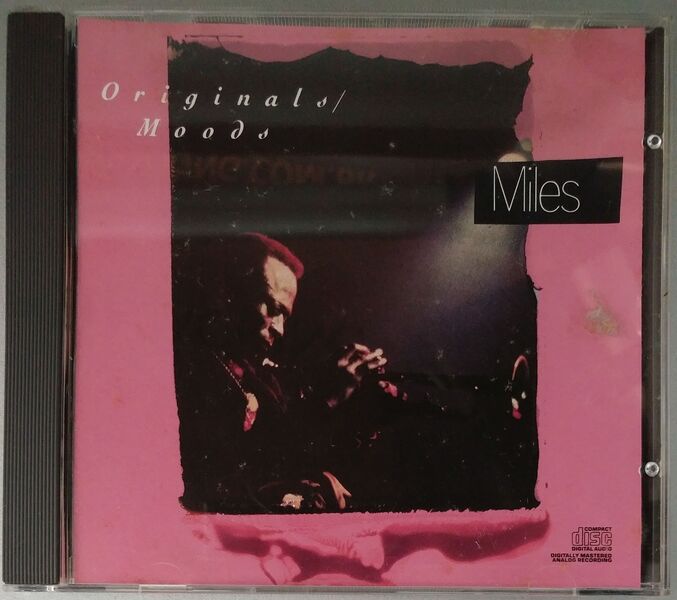 Originals/
Moods
Miles
COMPACT
disc
DIGITAL AUDIO
DIGITALLY MASTERED
ANALOG RECORDING